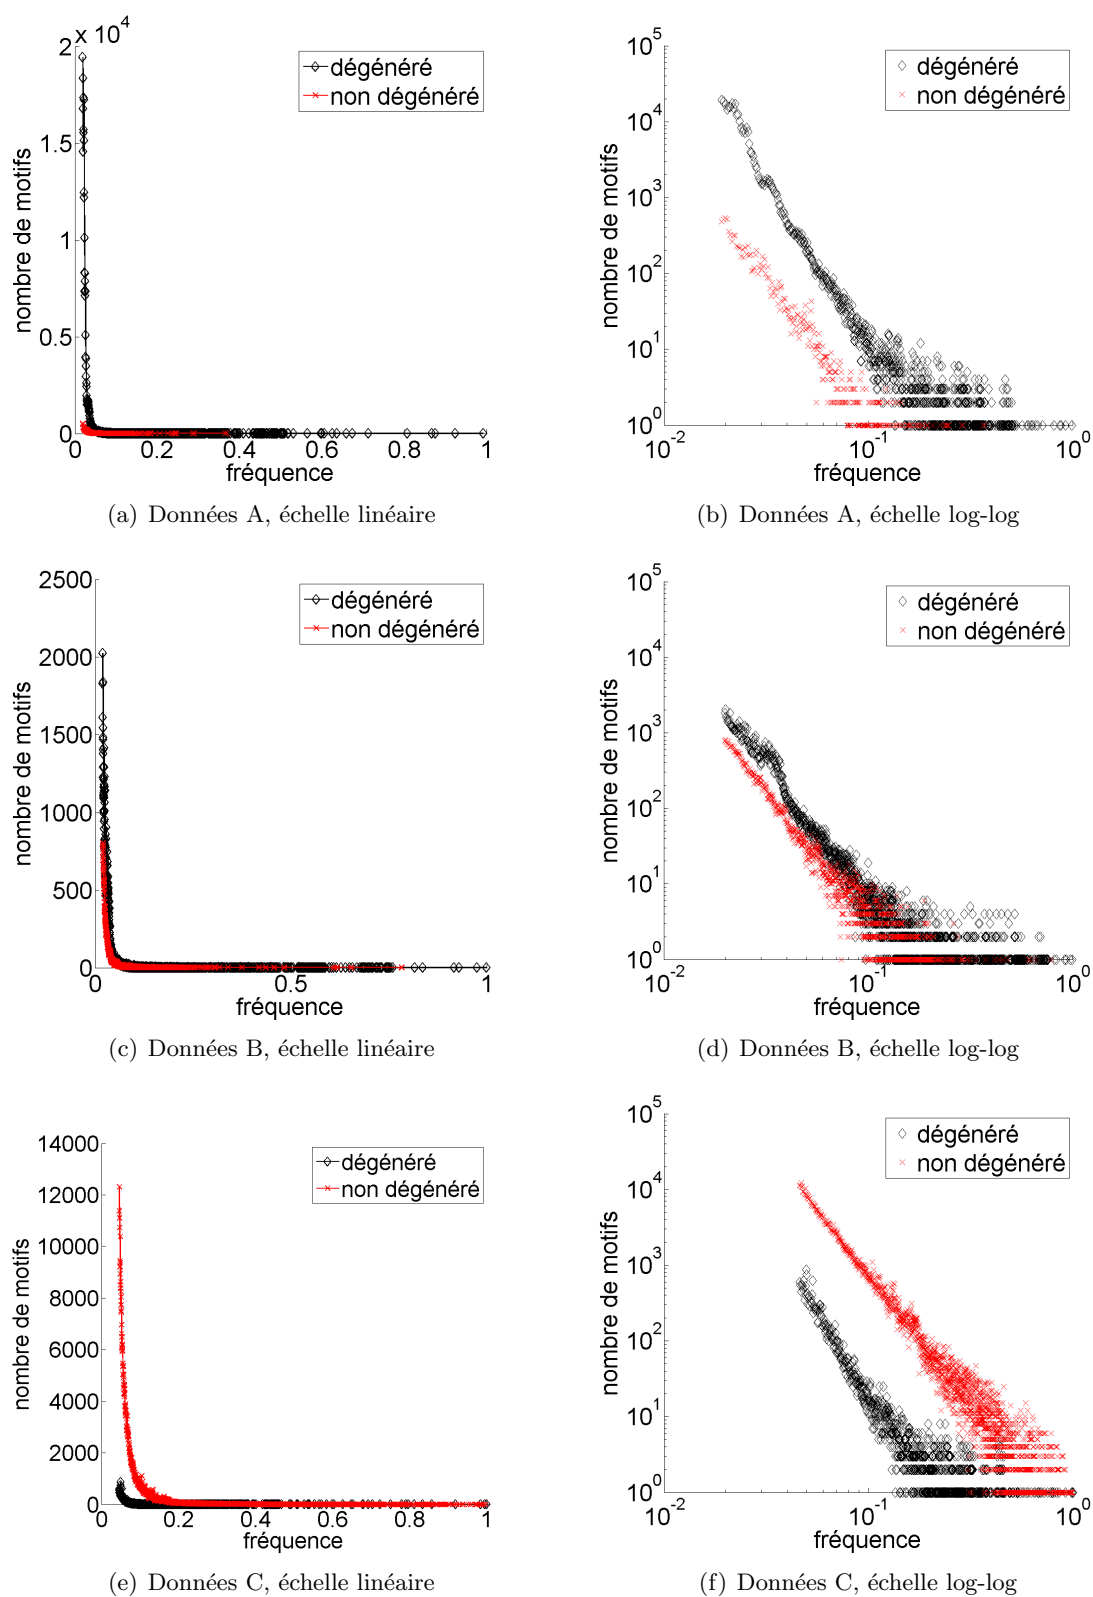 x 10^4
2
1.5
1
0.5
0
0 0.2 0.4 0.6 0.8 1
nombre de motifs
fréquence
dégénéré
non dégénéré
(a) Données A, échelle linéaire
10^5
10^4
10^3
10^2
10^1
10^0
10^-2 10^-1 10^0
nombre de motifs
fréquence
dégénéré
non dégénéré
(b) Données A, échelle log-log
2500
2000
1500
1000
500
0
0 0.5 1
nombre de motifs
fréquence
dégénéré
non dégénéré
(c) Données B, échelle linéaire
10^5
10^4
10^3
10^2
10^1
10^0
10^-2 10^-1 10^0
nombre de motifs
fréquence
dégénéré
non dégénéré
(d) Données B, échelle log-log
14000
12000
10000
8000
6000
4000
2000
0
0 0.2 0.4 0.6 0.8 1
nombre de motifs
fréquence
dégénéré
non dégénéré
(e) Données C, échelle linéaire
10^5
10^4
10^3
10^2
10^1
10^0
10^-2 10^-1 10^0
nombre de motifs
fréquence
dégénéré
non dégénéré
(f) Données C, échelle log-log